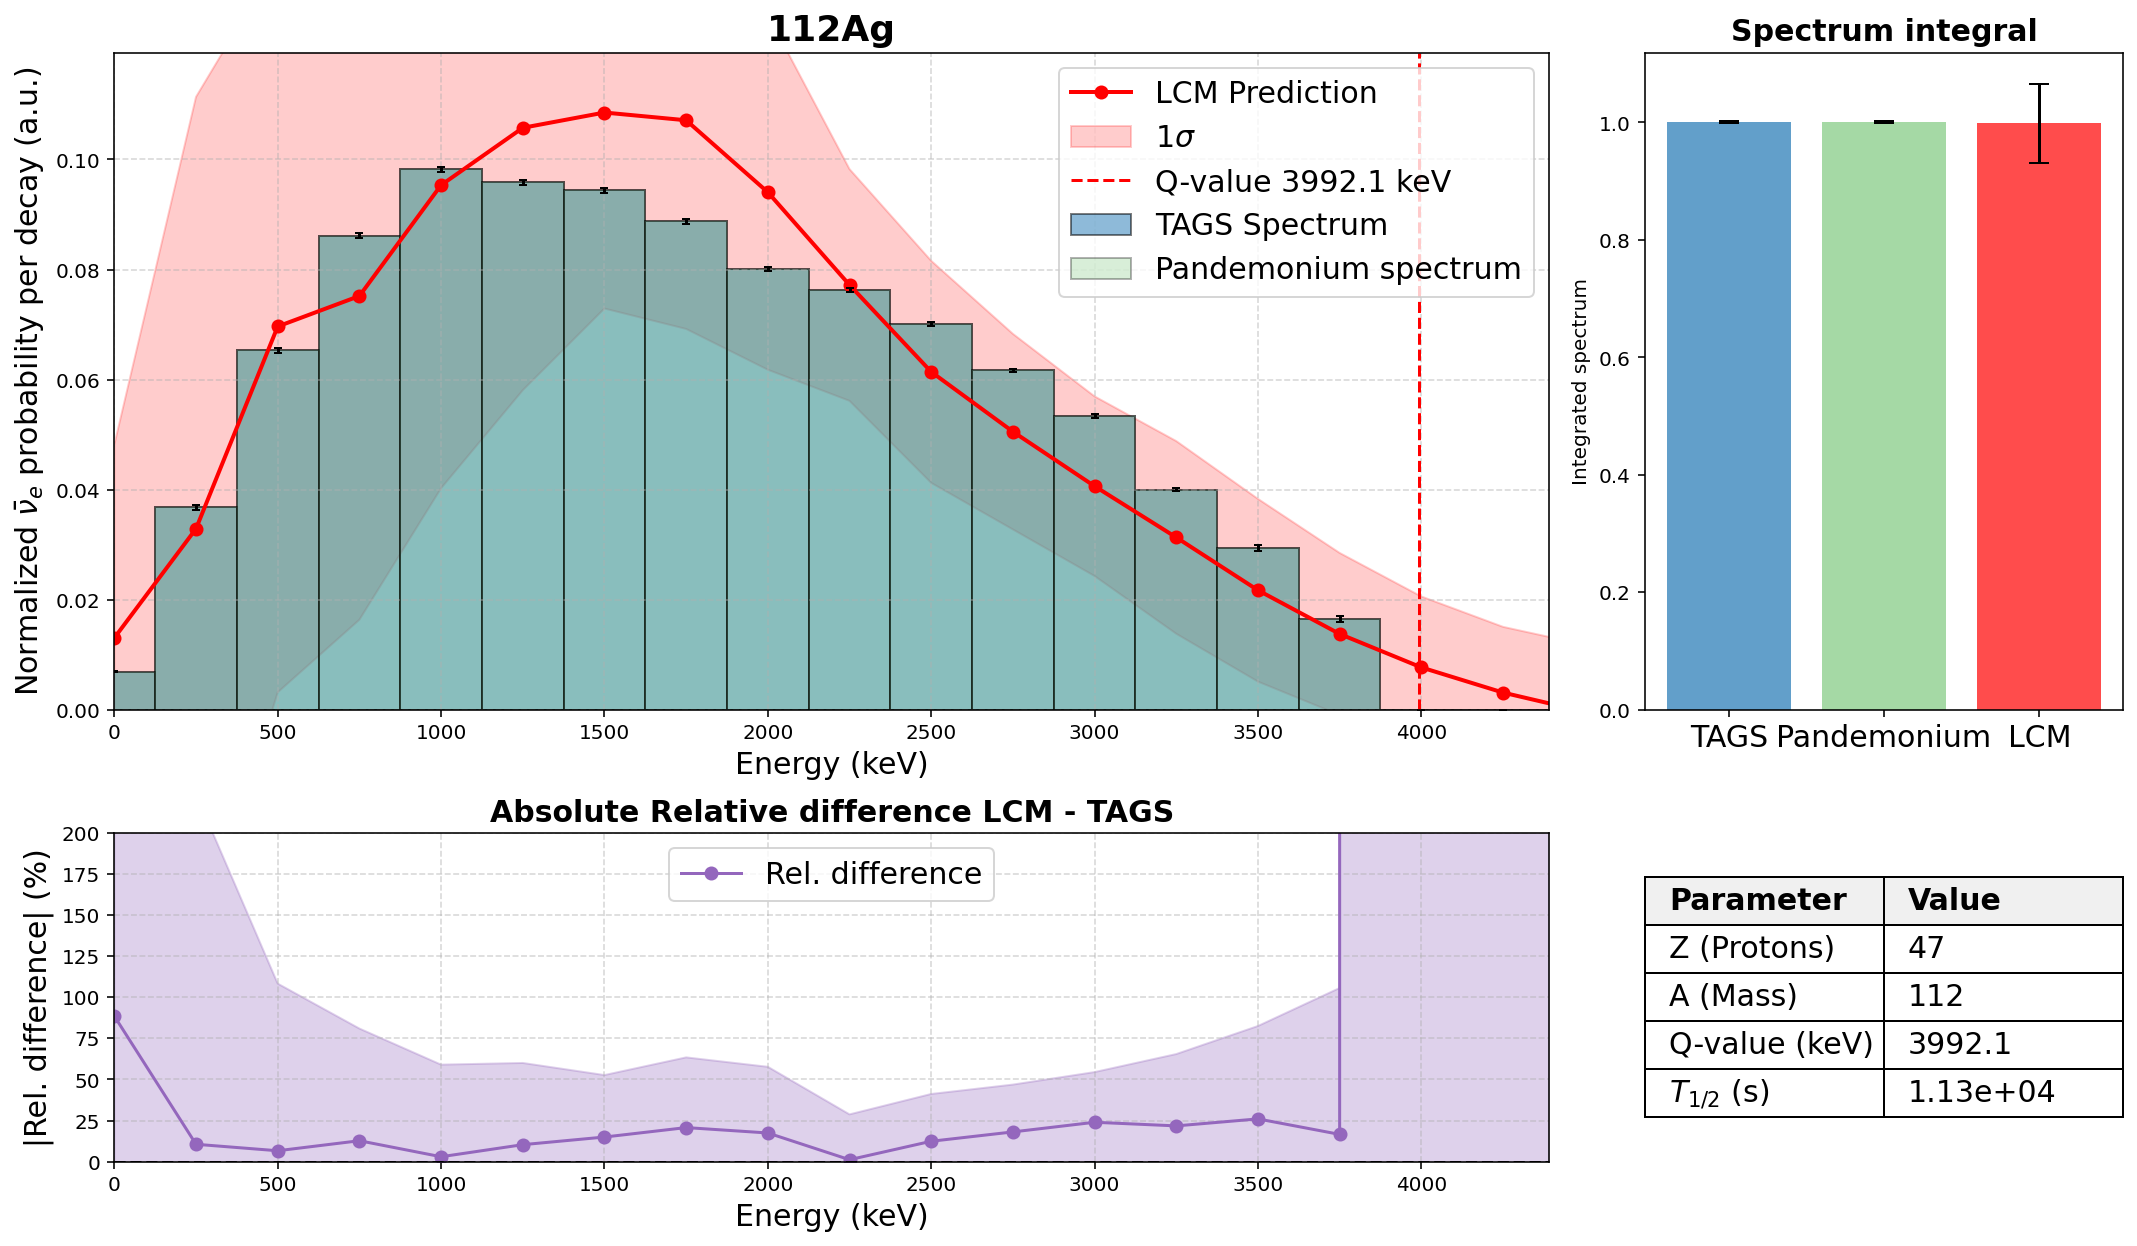 112Ag
Normalized ν̄e probability per decay (a.u.)
0.10
0.08
0.06
0.04
0.02
0.00
LCM Prediction
1σ
Q-value 3992.1 keV
TAGS Spectrum
Pandemonium spectrum
0 500 1000 1500 2000 2500 3000 3500 4000
Energy (keV)
Spectrum integral
Integrated spectrum
1.0
0.8
0.6
0.4
0.2
0.0
TAGS Pandemonium LCM
Absolute Relative difference LCM - TAGS
|Rel. difference| (%)
200
175
150
125
100
75
50
25
0
Rel. difference
0 500 1000 1500 2000 2500 3000 3500 4000
Energy (keV)
Parameter Value
Z (Protons) 47
A (Mass) 112
Q-value (keV) 3992.1
T1/2 (s) 1.13e+04